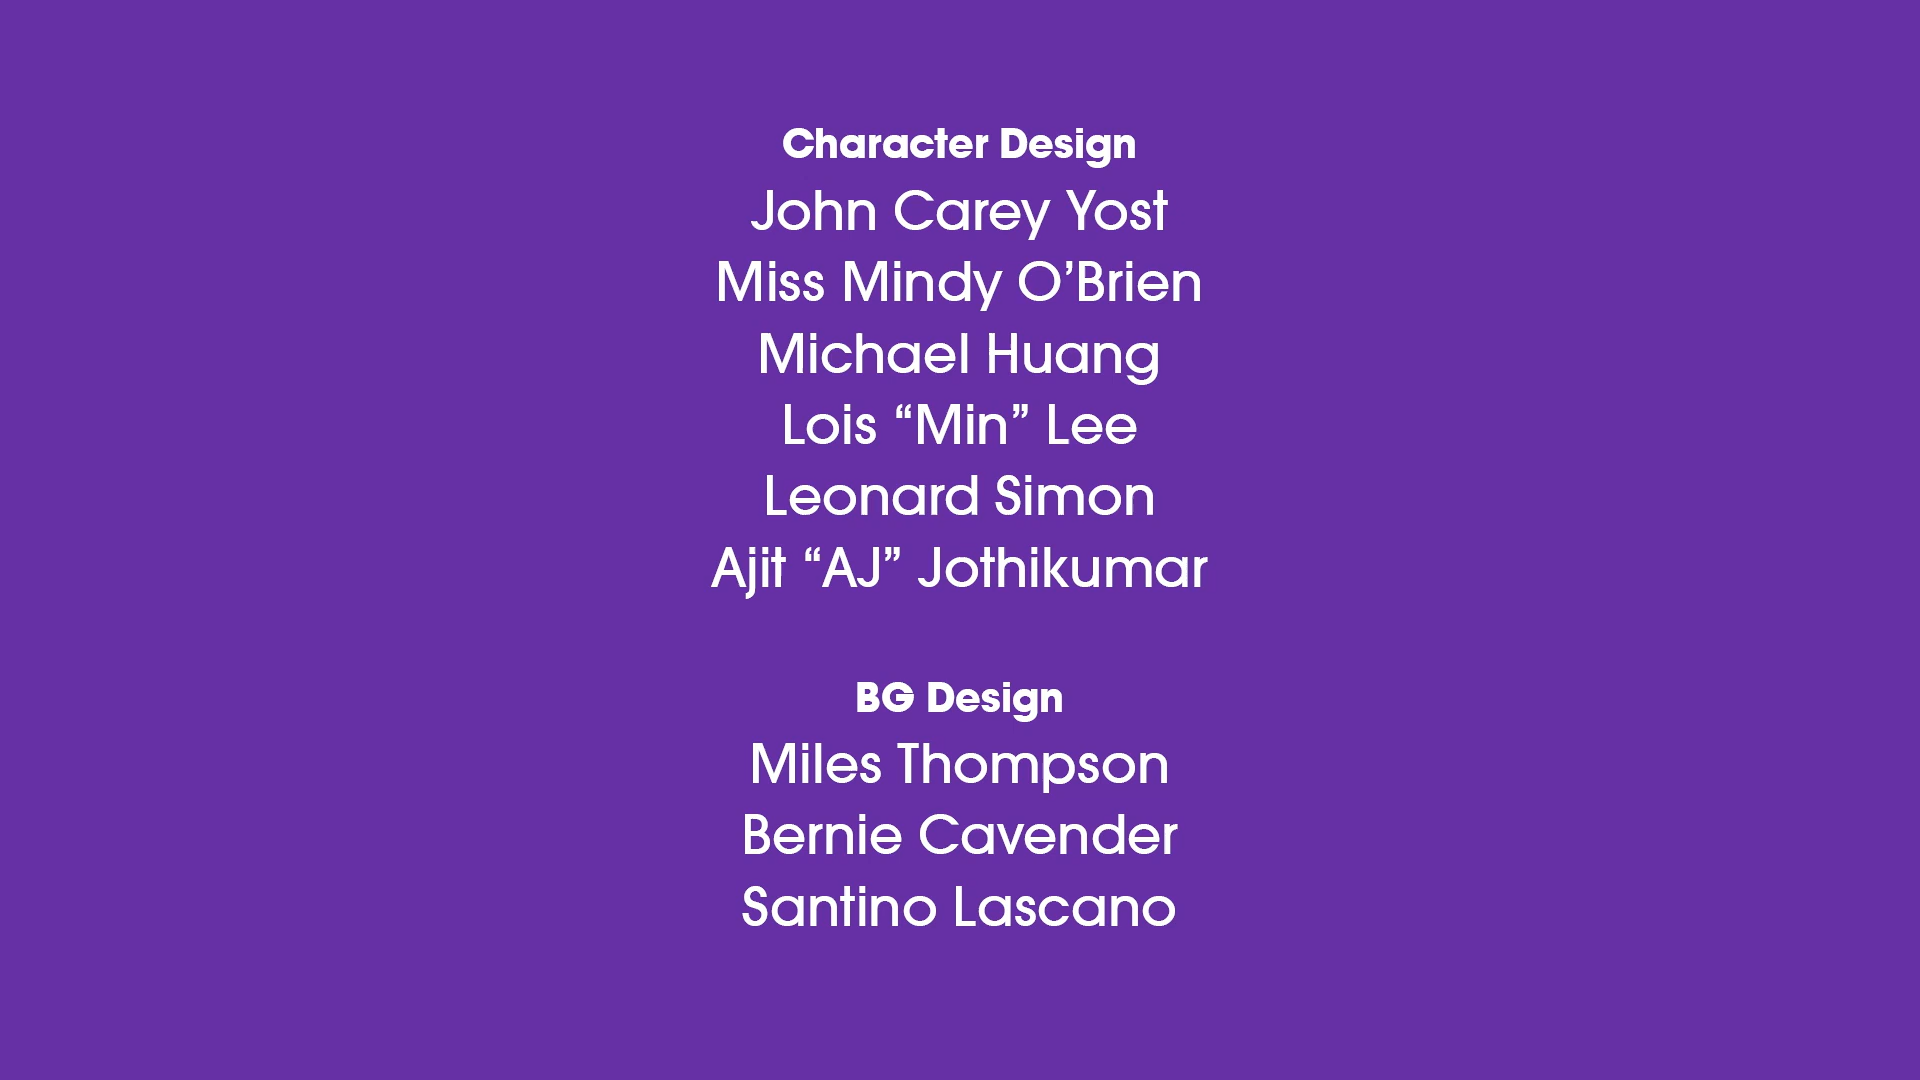 Character Design
John Carey Yost
Miss Mindy O’Brien
Michael Huang
Lois “Min” Lee
Leonard Simon
Ajit “AJ” Jothikumar
BG Design
Miles Thompson
Bernie Cavender
Santino Lascano